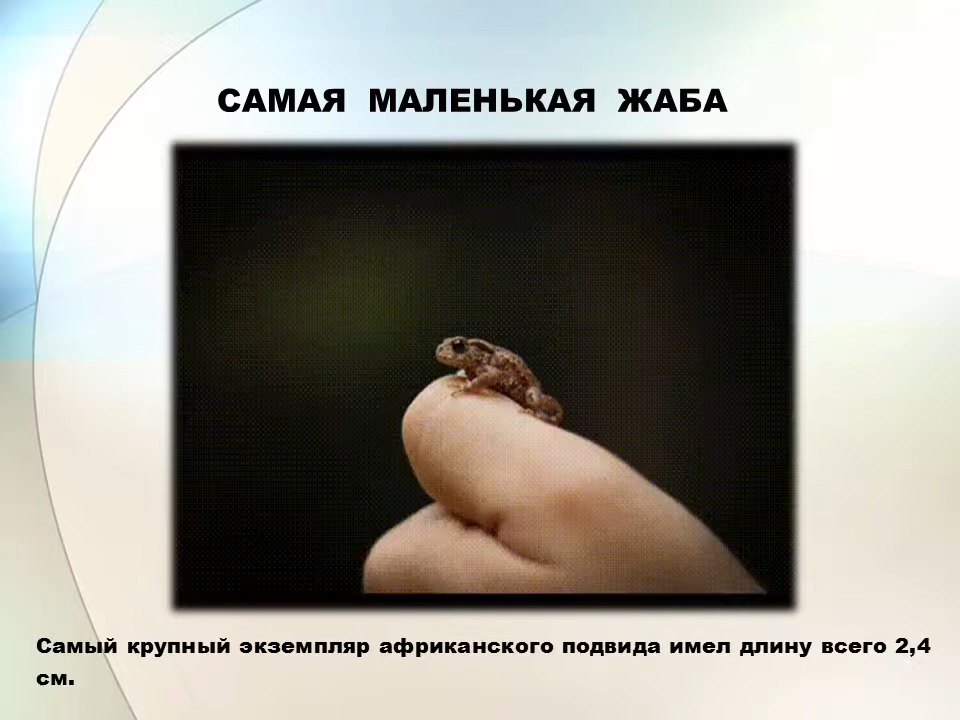 САМАЯ МАЛЕНЬКАЯ ЖАБА
Самый крупный экземпляр африканского подвида имел длину всего 2,4
см.